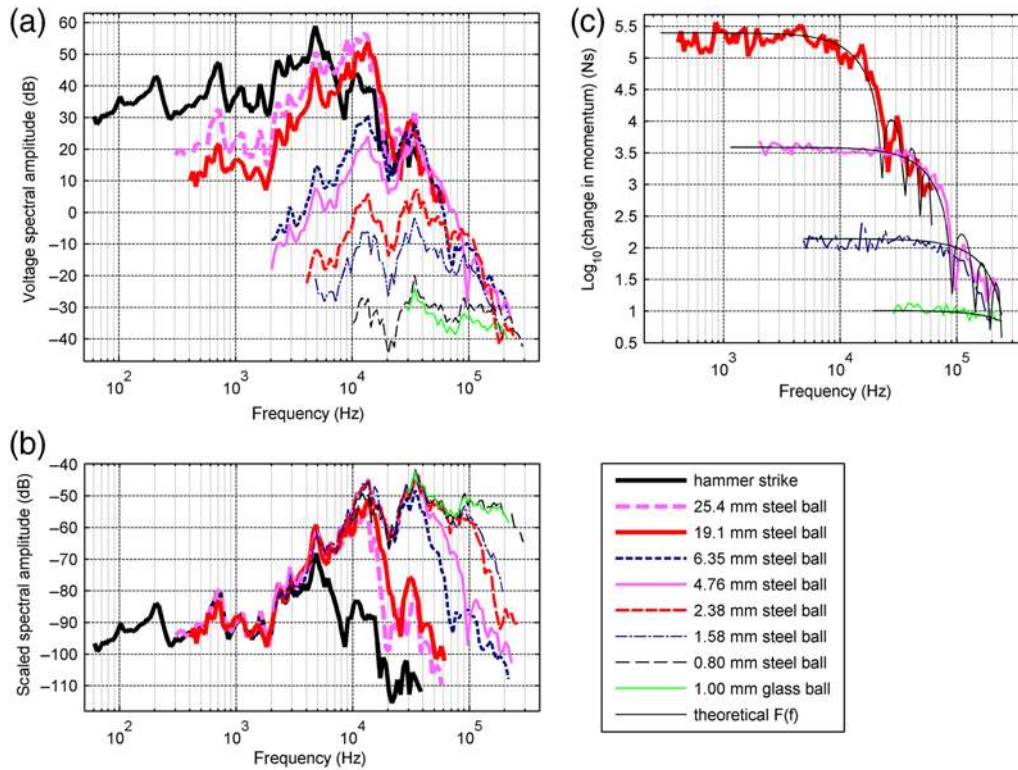 (a)
60
50
40
30
20
10
0
−10
−20
−30
−40
Voltage spectral amplitude (dB)
10^2 10^3 10^4 10^5
Frequency (Hz)
(c)
5.5
5
4.5
4
3.5
3
2.5
2
1.5
1
0.5
Log10(change in momentum) (Ns)
10^3 10^4 10^5
Frequency (Hz)
(b)
−40
−50
−60
−70
−80
−90
−100
−110
Scaled spectral amplitude (dB)
10^2 10^3 10^4 10^5
Frequency (Hz)
hammer strike
25.4 mm steel ball
19.1 mm steel ball
6.35 mm steel ball
4.76 mm steel ball
2.38 mm steel ball
1.58 mm steel ball
0.80 mm steel ball
1.00 mm glass ball
theoretical F(f)